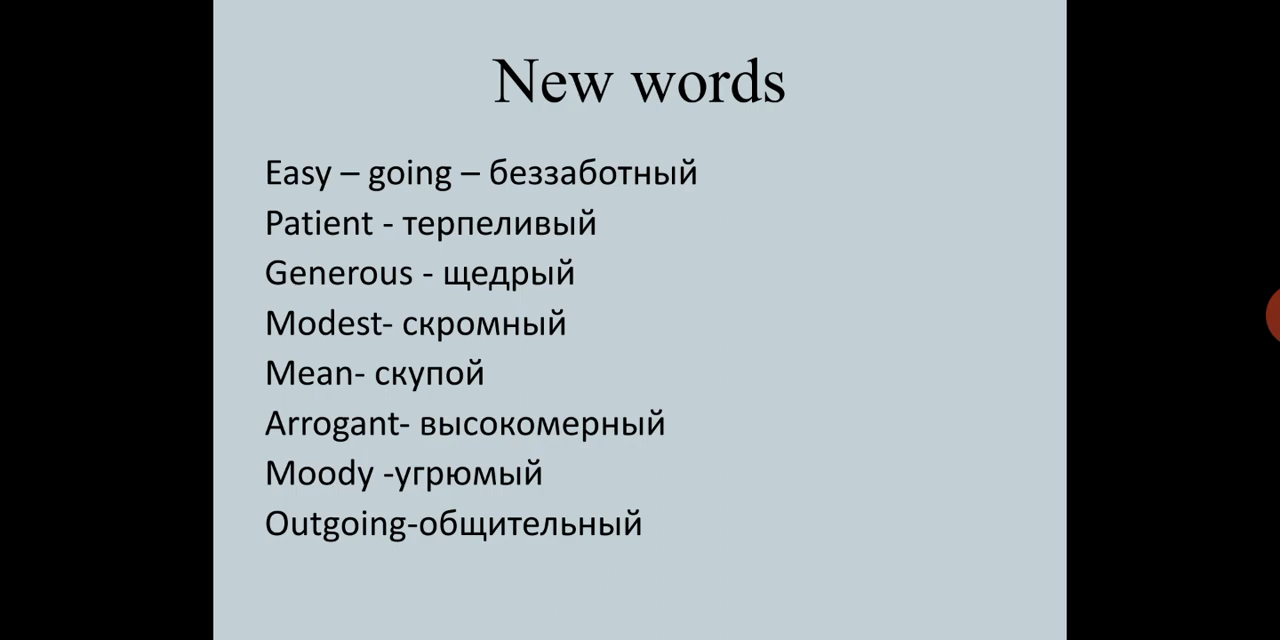 New words
Easy – going – беззаботный
Patient - терпеливый
Generous - щедрый
Modest- скромный
Mean- скупой
Arrogant- высокомерный
Moody -угрюмый
Outgoing-общительный